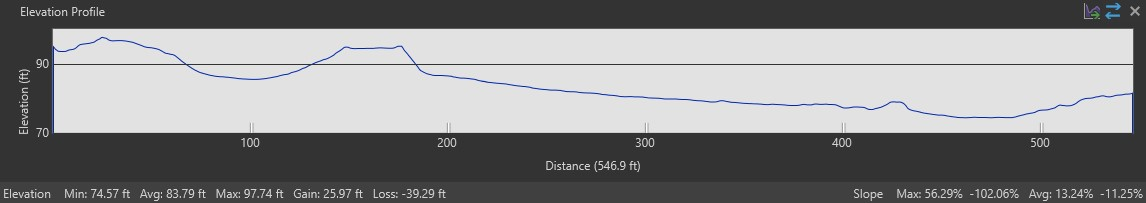 Elevation Profile
90
Elevation (ft)
70
100 200 300 400 500
Distance (546.9 ft)
Elevation Min: 74.57 ft Avg: 83.79 ft Max: 97.74 ft Gain: 25.97 ft Loss: -39.29 ft Slope Max: 56.29% -102.06% Avg: 13.24% -11.25%